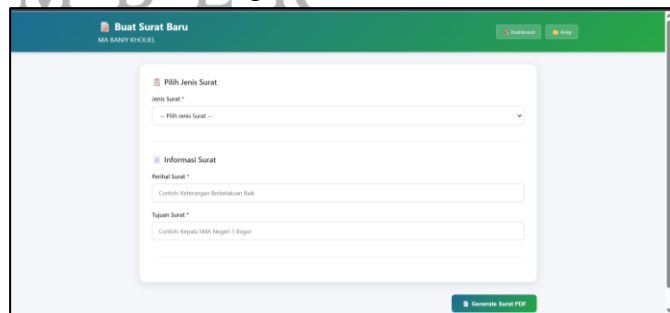 Buat Surat Baru
MA BANIY KHOLIEL
Dashboard
Arsip
Pilih Jenis Surat
Jenis Surat *
-- Pilih Jenis Surat --
Informasi Surat
Perihal Surat *
Contoh: Keterangan Berkelakuan Baik
Tujuan Surat *
Contoh: Kepala SMA Negeri 1 Bogor
Generate Surat PDF